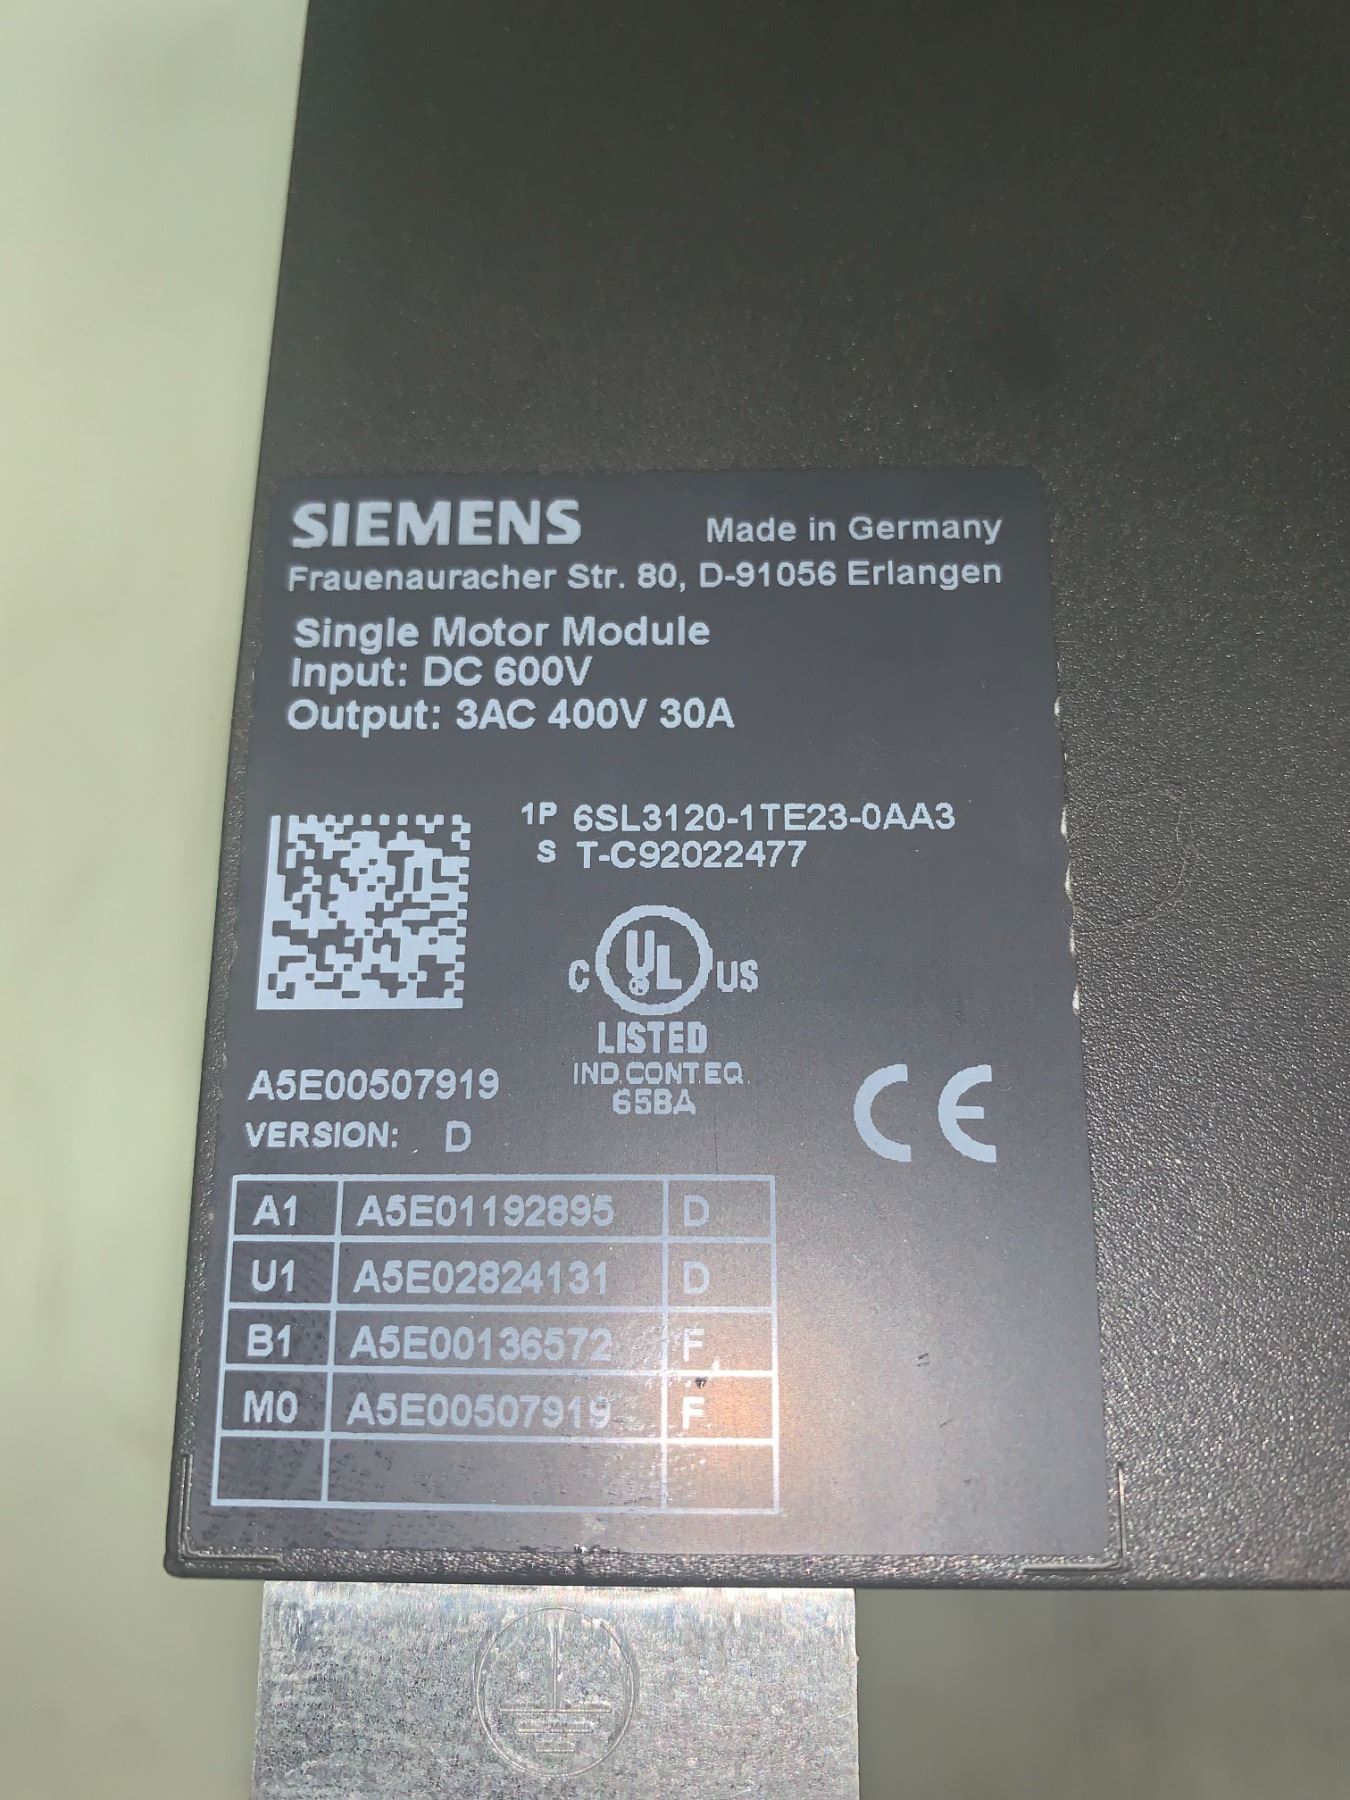 SIEMENS Made in Germany
Frauenauracher Str. 80, D-91056 Erlangen
Single Motor Module
Input: DC 600V
Output: 3AC 400V 30A
1P 6SL3120-1TE23-0AA3
S T-C92022477
C UL US
LISTED
IND.CONT.EQ.
65BA
A5E00507919
VERSION: D
CE
A1 A5E01192895 D
U1 A5E02824131 D
B1 A5E00136572 F
M0 A5E00507919 F